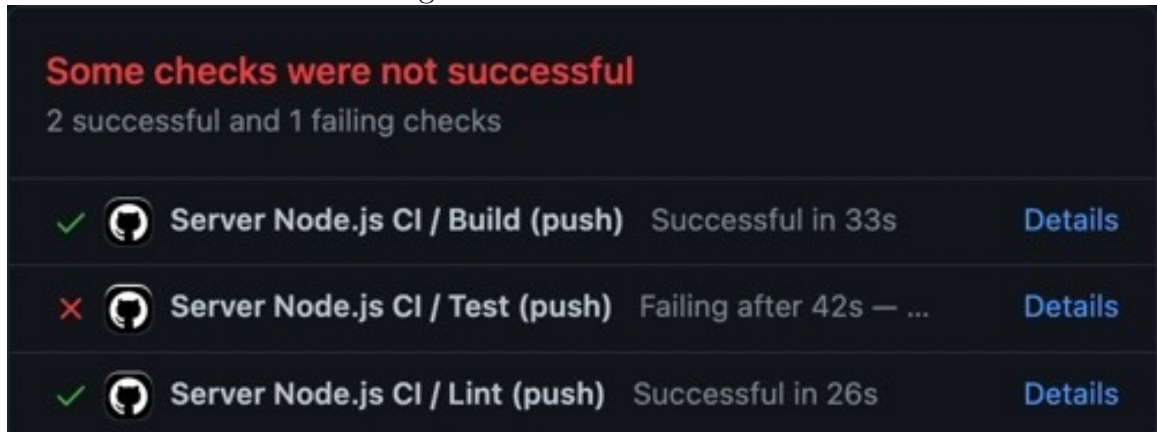 Some checks were not successful
2 successful and 1 failing checks
Server Node.js CI / Build (push) Successful in 33s Details
Server Node.js CI / Test (push) Failing after 42s — ... Details
Server Node.js CI / Lint (push) Successful in 26s Details